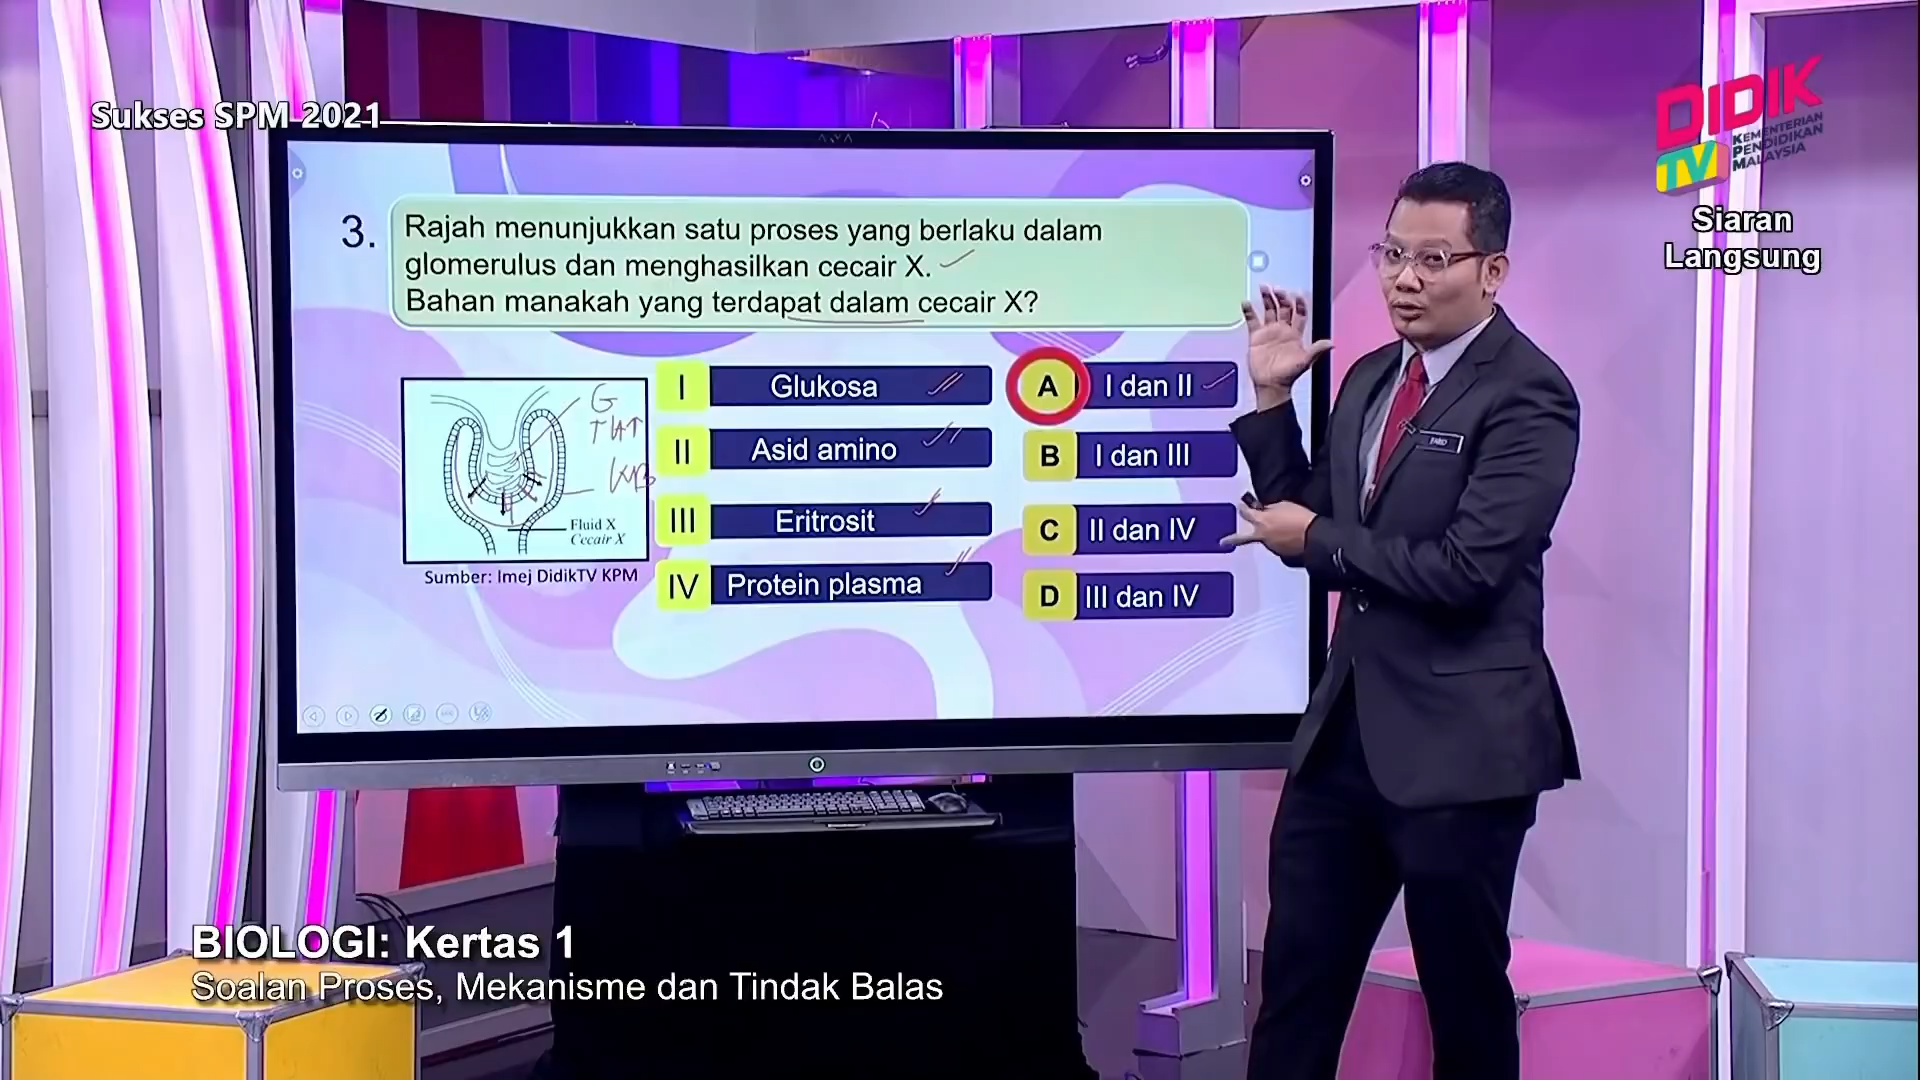 Sukses SPM 2021
DIDIK
TV
KEMENTERIAN
PENDIDIKAN
MALAYSIA
Siaran
Langsung
3.
Rajah menunjukkan satu proses yang berlaku dalam
glomerulus dan menghasilkan cecair X.
Bahan manakah yang terdapat dalam cecair X?
G
Fluid X
Cecair X
Sumber: Imej DidikTV KPM
I Glukosa
II Asid amino
III Eritrosit
IV Protein plasma
A I dan II
B I dan III
C II dan IV
D III dan IV
BIOLOGI: Kertas 1
Soalan Proses, Mekanisme dan Tindak Balas